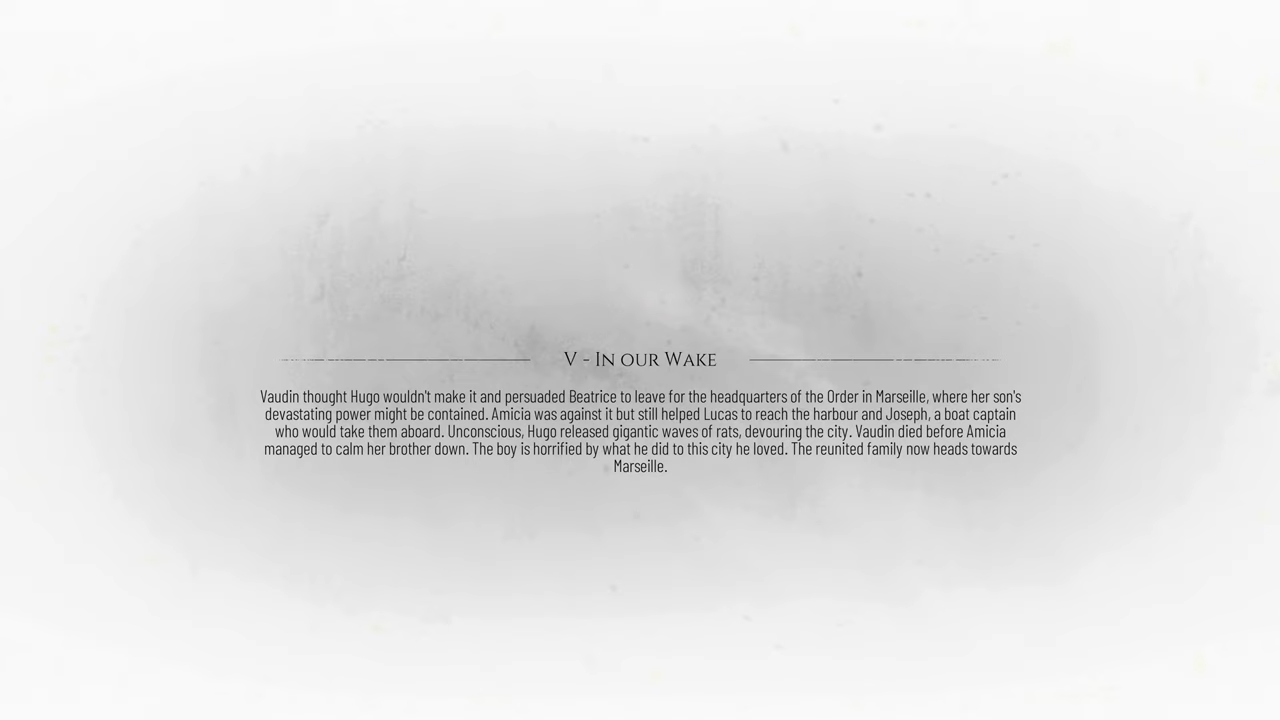 V - In our Wake
Vaudin thought Hugo wouldn't make it and persuaded Beatrice to leave for the headquarters of the Order in Marseille, where her son's
devastating power might be contained. Amicia was against it but still helped Lucas to reach the harbour and Joseph, a boat captain
who would take them aboard. Unconscious, Hugo released gigantic waves of rats, devouring the city. Vaudin died before Amicia
managed to calm her brother down. The boy is horrified by what he did to this city he loved. The reunited family now heads towards
Marseille.